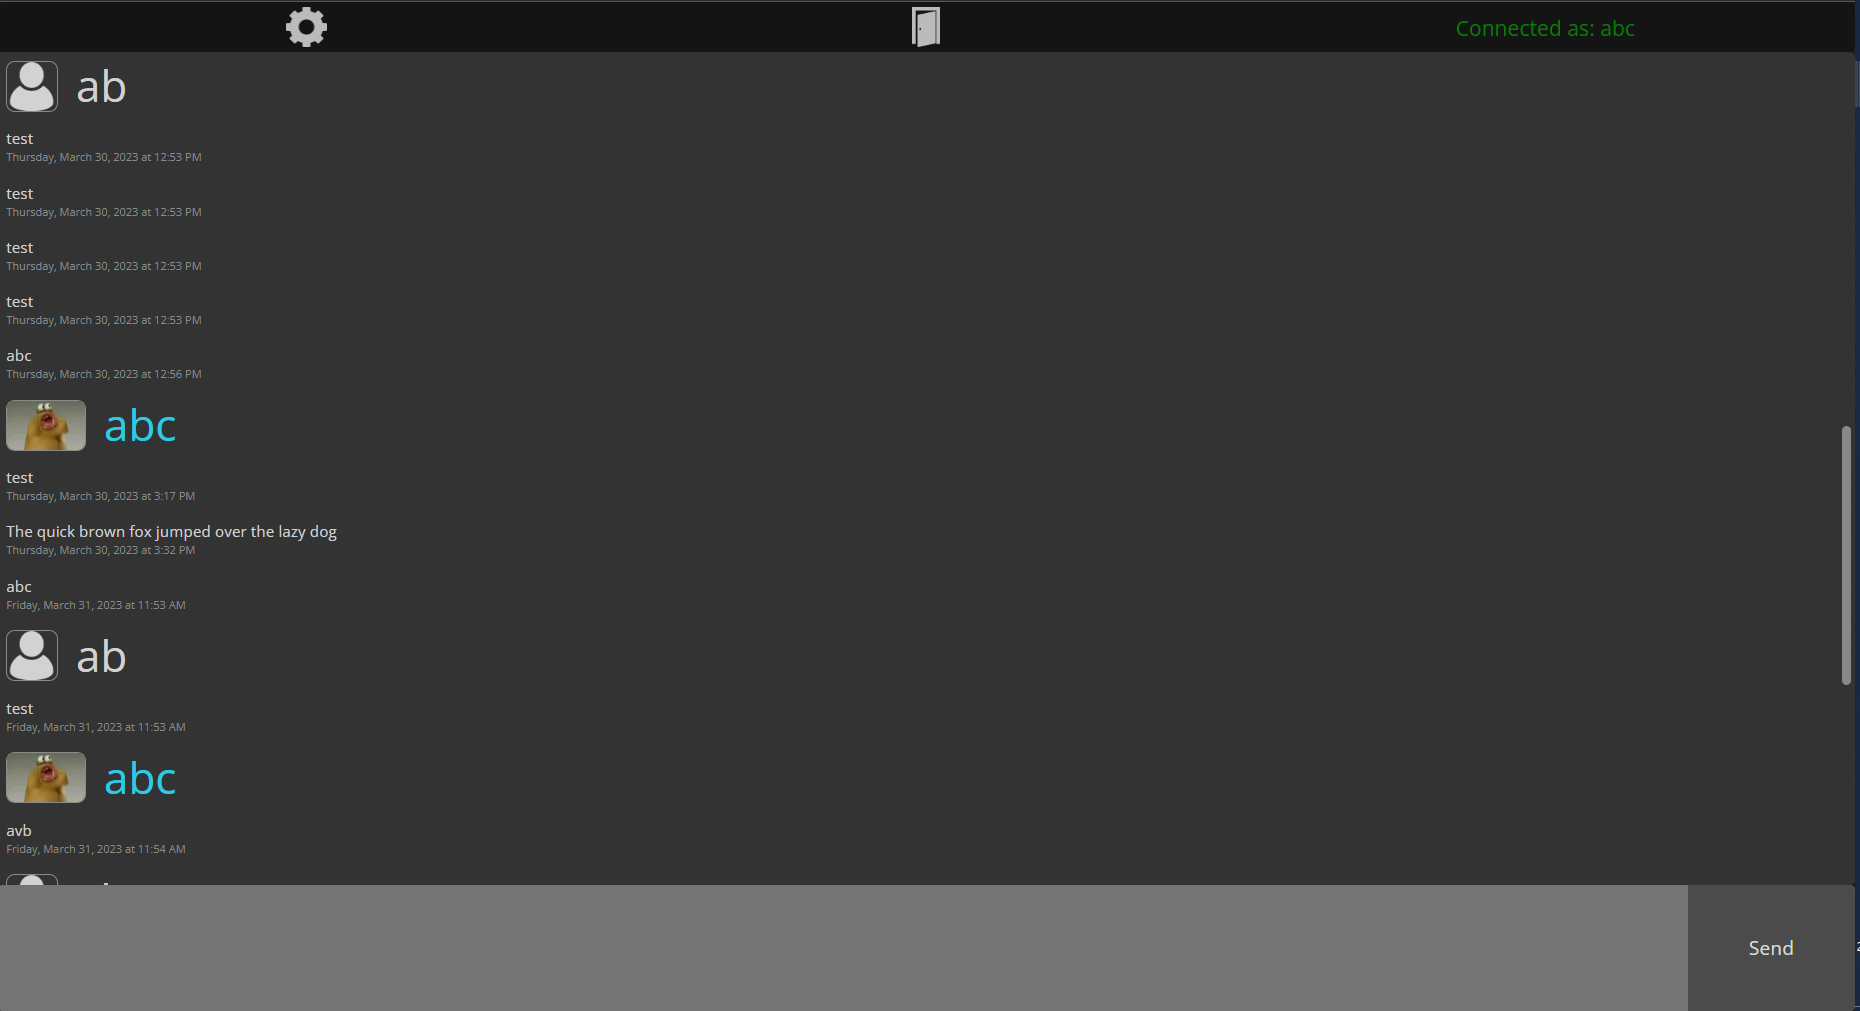 Connected as: abc
ab
test
Thursday, March 30, 2023 at 12:53 PM
test
Thursday, March 30, 2023 at 12:53 PM
test
Thursday, March 30, 2023 at 12:53 PM
test
Thursday, March 30, 2023 at 12:53 PM
abc
Thursday, March 30, 2023 at 12:56 PM
abc
test
Thursday, March 30, 2023 at 3:17 PM
The quick brown fox jumped over the lazy dog
Thursday, March 30, 2023 at 3:32 PM
abc
Friday, March 31, 2023 at 11:53 AM
ab
test
Friday, March 31, 2023 at 11:53 AM
abc
avb
Friday, March 31, 2023 at 11:54 AM
Send